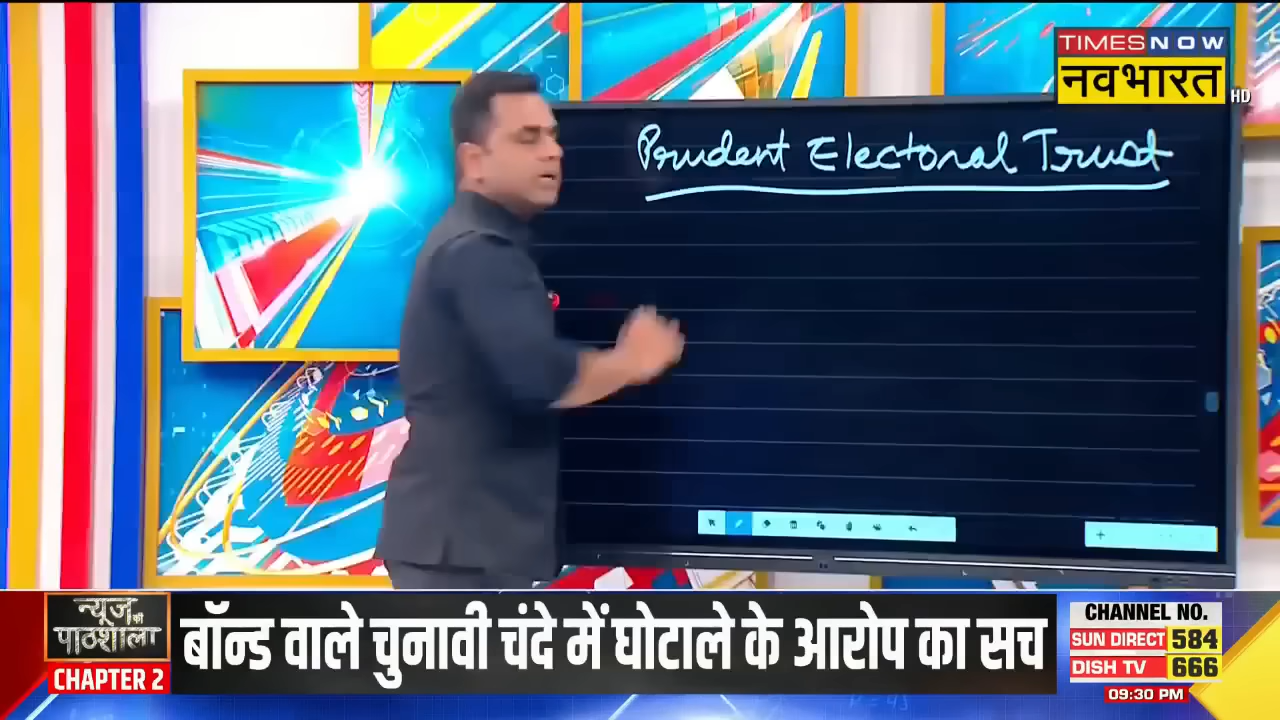 TIMES NOW
नवभारत
HD
Prudent Electoral Trust
न्यूज़ की
पाठशाला
CHAPTER 2
बॉन्ड वाले चुनावी चंदे में घोटाले के आरोप का सच
CHANNEL NO.
SUN DIRECT 584
DISH TV 666
09:30 PM